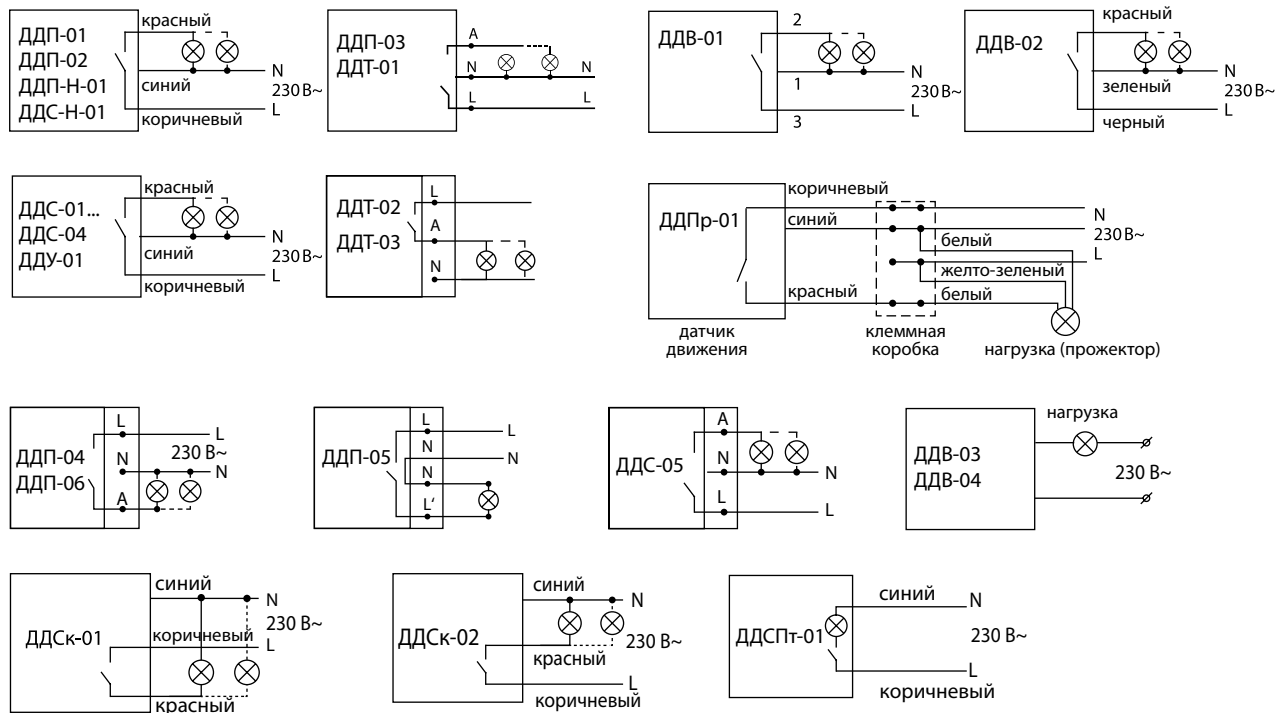 красный
ДДП-01
ДДП-02
ДДП-Н-01
ДДС-Н-01
N
синий
230 В~
L
коричневый
ДДП-03
ДДТ-01
A
N
N
L
L
ДДВ-01
2
N
1
230 В~
L
3
красный
ДДВ-02
N
зеленый
230 В~
L
черный
красный
ДДС-01...
ДДС-04
ДДУ-01
N
синий
230 В~
L
коричневый
L
ДДТ-02
A
ДДТ-03
N
коричневый
ДДПр-01
синий
N
белый
230 В~
L
желто-зеленый
красный
белый
датчик
движения
клеммная
коробка
нагрузка (прожектор)
L
L
230 В~
ДДП-04
N
N
ДДП-06
A
L
L
N
N
ДДП-05
N
L‘
A
ДДС-05
N
N
L
L
нагрузка
ДДВ-03
ДДВ-04
230 В~
синий
N
230 В~
ДДСк-01
коричневый
L
красный
синий
N
ДДСк-02
230 В~
красный
L
коричневый
синий
N
ДДСПт-01
230 В~
L
коричневый